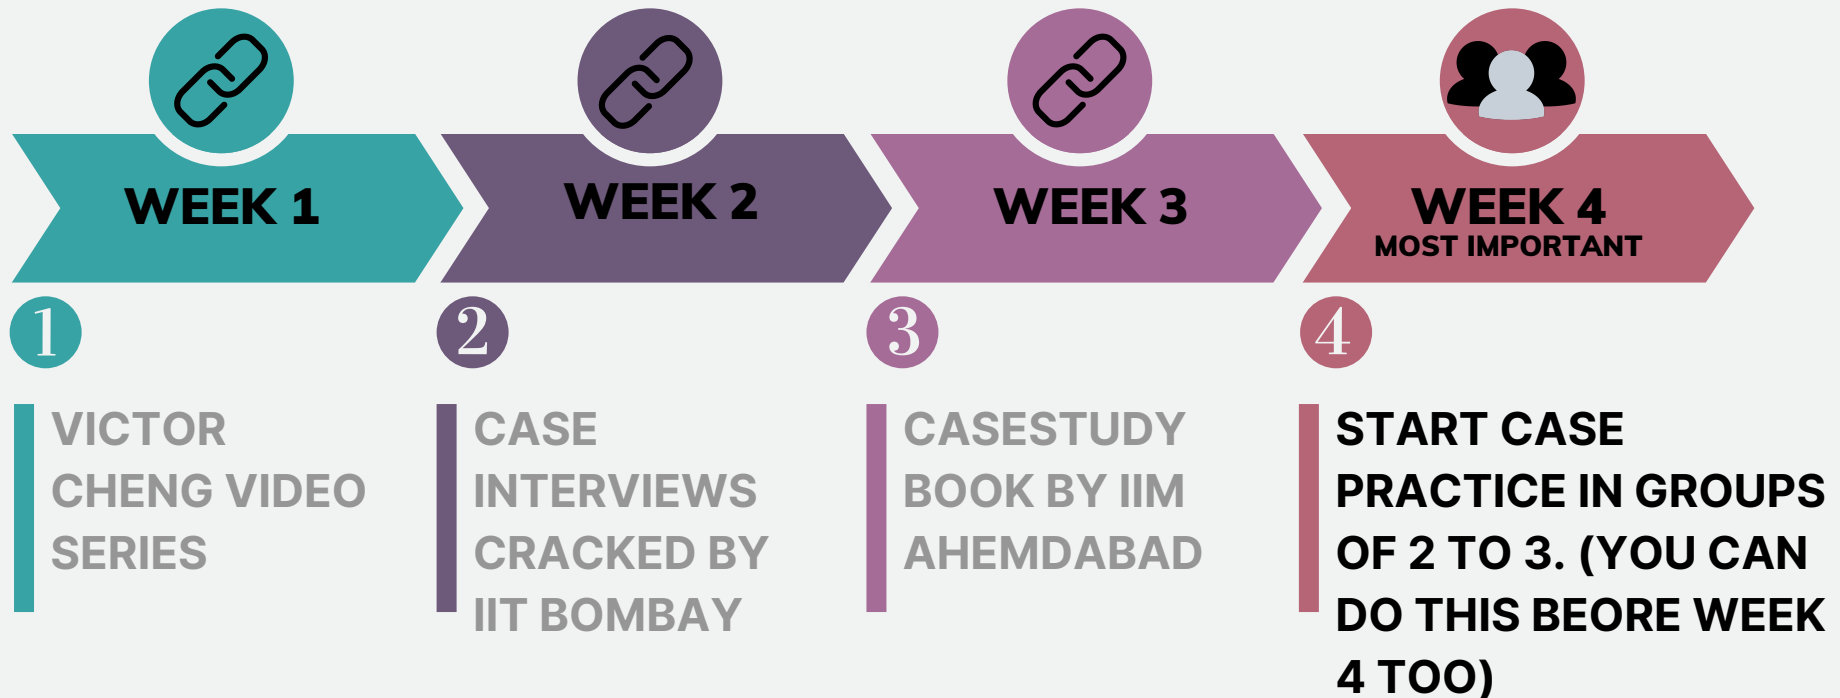 WEEK 1
WEEK 2
WEEK 3
WEEK 4
MOST IMPORTANT
1
VICTOR
CHENG VIDEO
SERIES
2
CASE
INTERVIEWS
CRACKED BY
IIT BOMBAY
3
CASESTUDY
BOOK BY IIM
AHEMDABAD
4
START CASE
PRACTICE IN GROUPS
OF 2 TO 3. (YOU CAN
DO THIS BEORE WEEK
4 TOO)